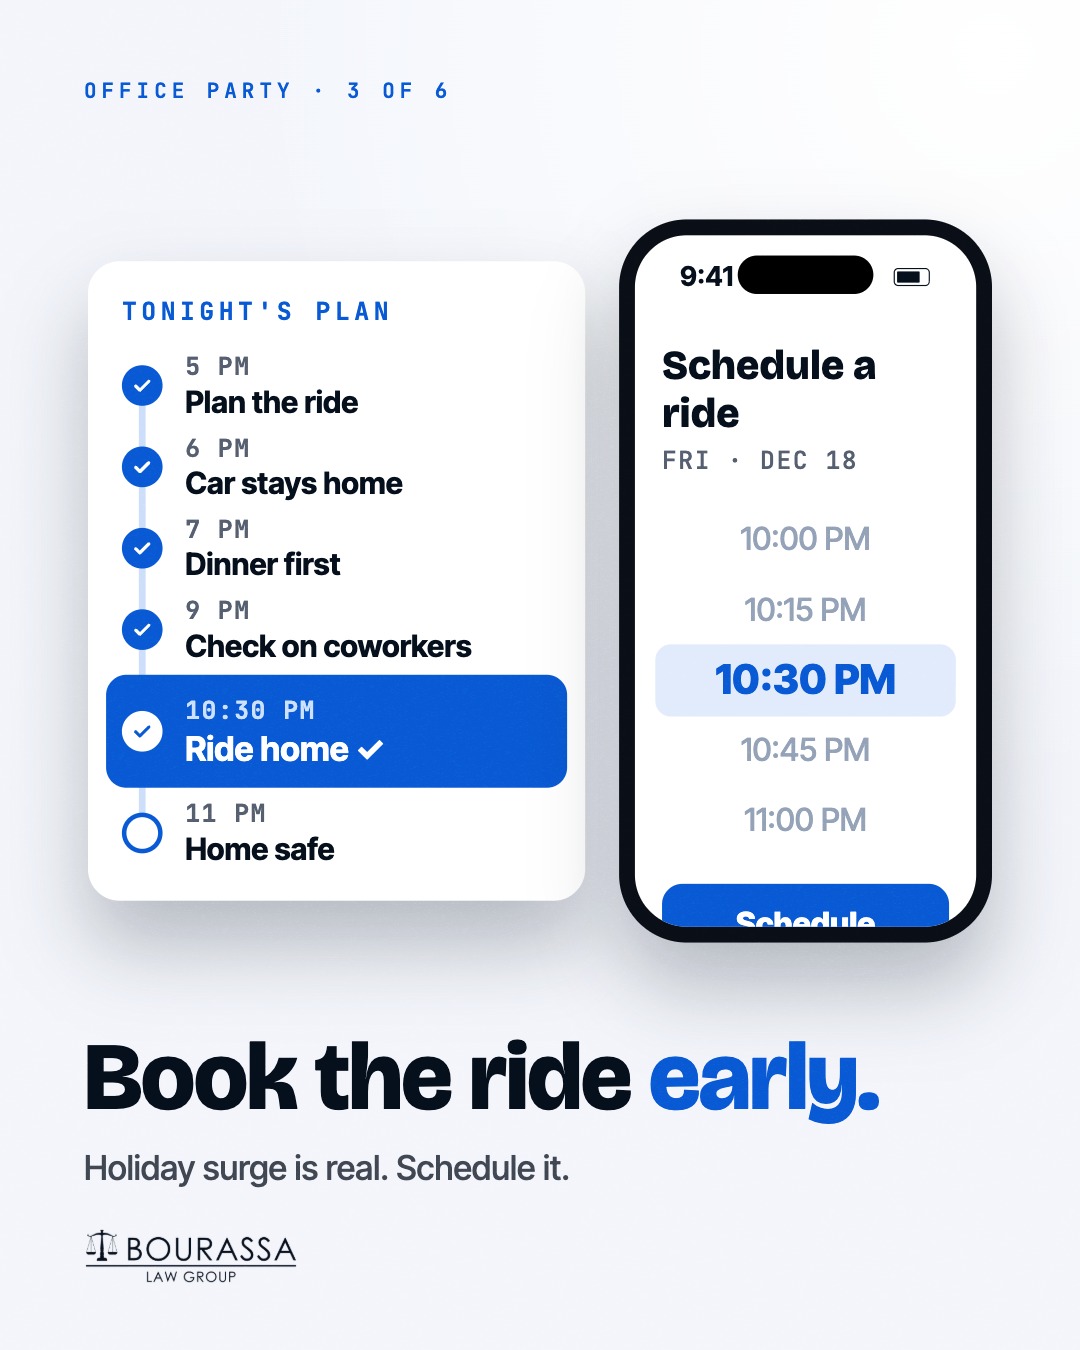 OFFICE PARTY · 3 OF 6
TONIGHT'S PLAN
5 PM
Plan the ride
6 PM
Car stays home
7 PM
Dinner first
9 PM
Check on coworkers
10:30 PM
Ride home ✓
11 PM
Home safe
9:41
Schedule a
ride
FRI · DEC 18
10:00 PM
10:15 PM
10:30 PM
10:45 PM
11:00 PM
Schedule
Book the ride early.
Holiday surge is real. Schedule it.
BOURASSA
LAW GROUP